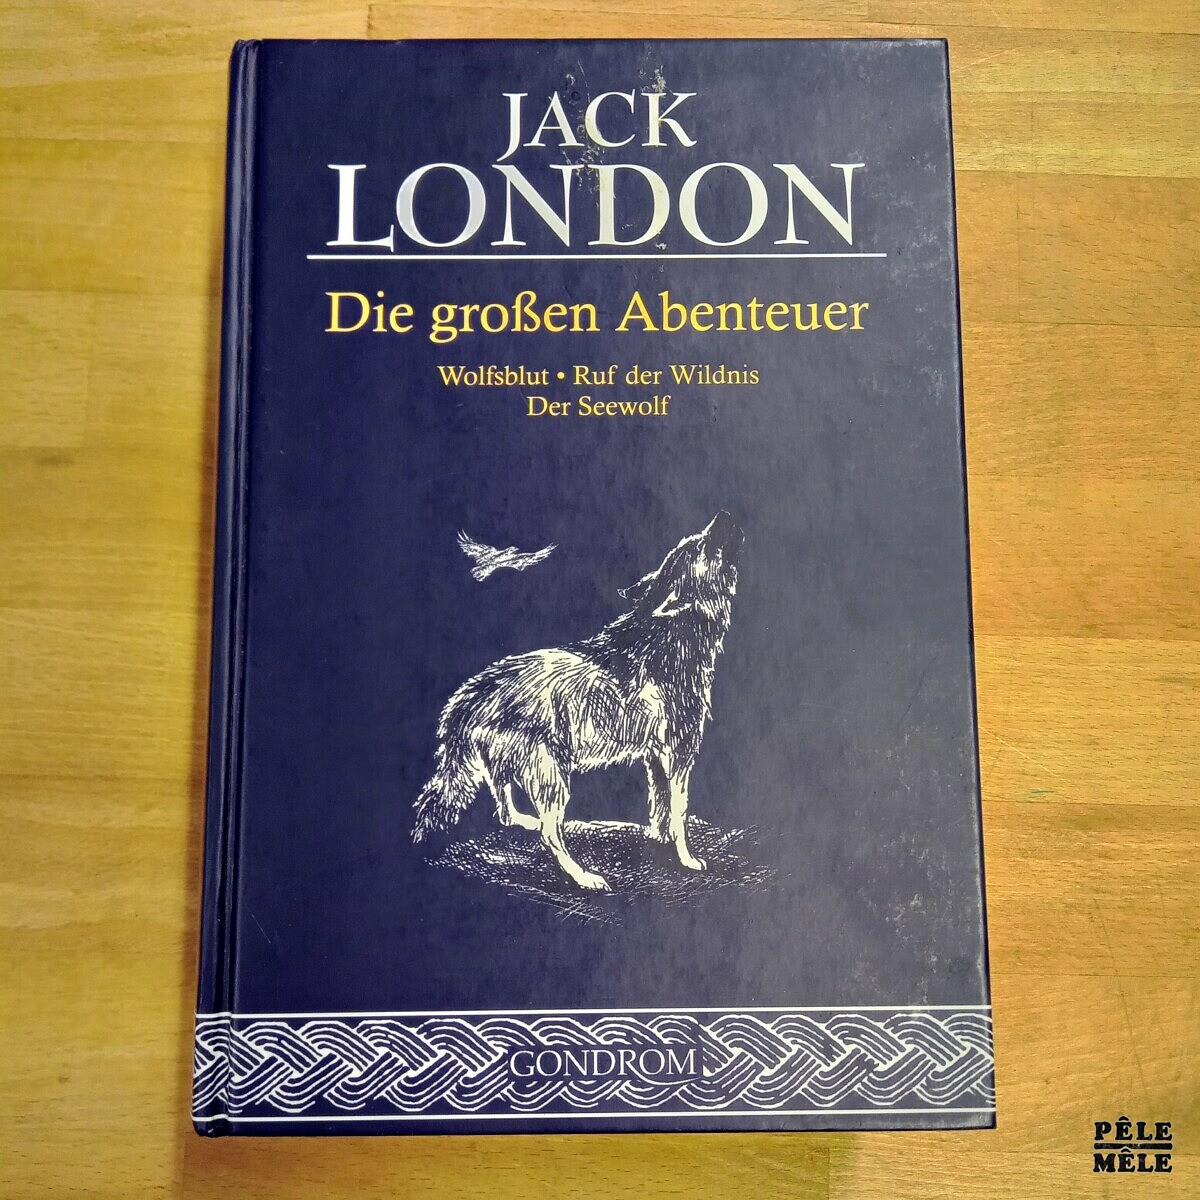 JACK
LONDON
Die großen Abenteuer
Wolfsblut • Ruf der Wildnis
Der Seewolf
GONDROM
PÊLE
MÊLE